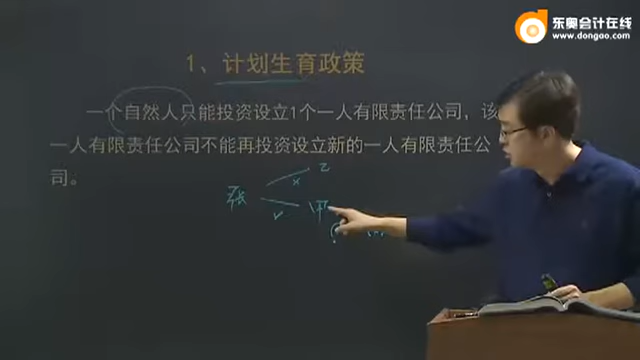 东奥会计在线
www.dongao.com
1、计划生育政策
一个自然人只能投资设立1个一人有限责任公司，该
一人有限责任公司不能再投资设立新的一人有限责任公
司。
乙
张
甲